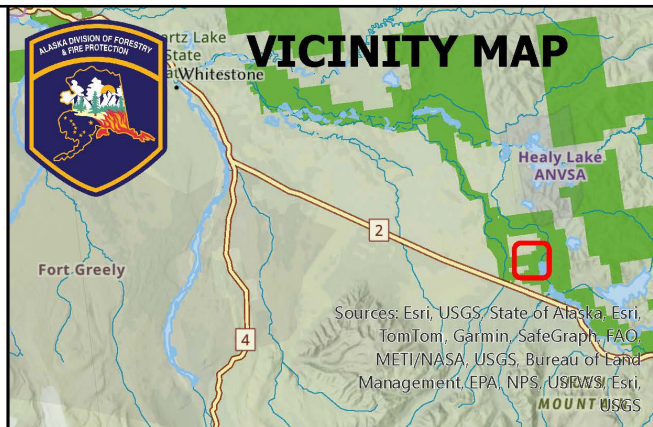 ALASKA DIVISION OF FORESTRY
& FIRE PROTECTION
VICINITY MAP
rtz Lake
State
Whitestone
Healy Lake
ANVSA
2
Fort Greely
4
Sources: Esri, USGS, State of Alaska, Esri,
TomTom, Garmin, SafeGraph, FAO,
METI/NASA, USGS, Bureau of Land
Management, EPA, NPS, USFWS, Esri,
USGS